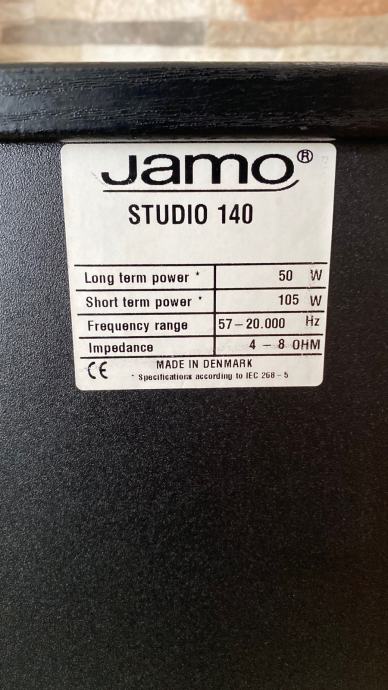 Jamo®
STUDIO 140
Long term power * 50 W
Short term power * 105 W
Frequency range 57–20.000 Hz
Impedance 4 – 8 OHM
CE MADE IN DENMARK
* Specifications according to IEC 268 – 5